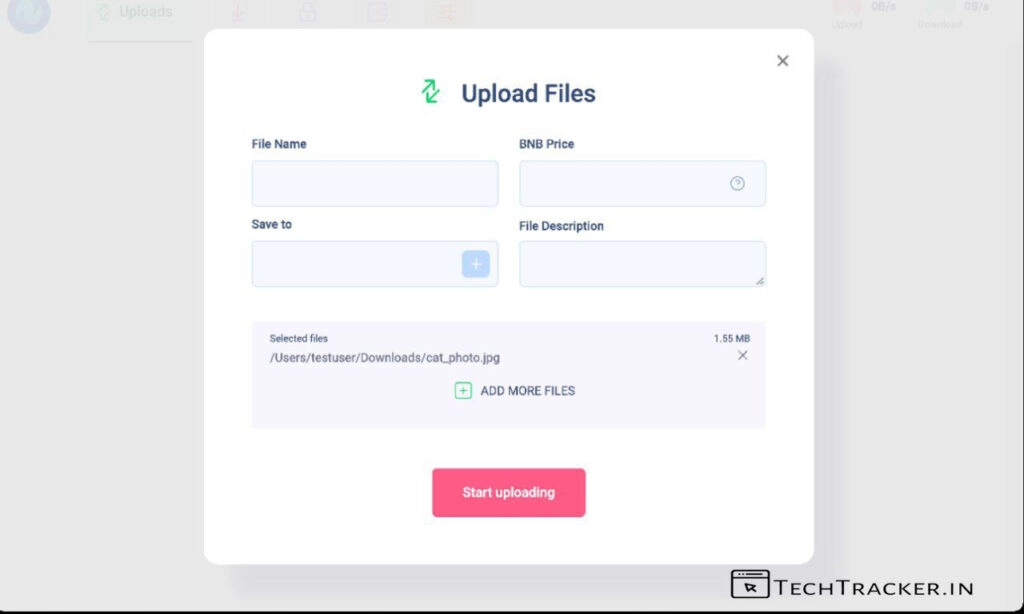 Uploads
0B/s
0B/s
Upload
Download
Upload Files
File Name
BNB Price
Save to
File Description
Selected files
1.55 MB
/Users/testuser/Downloads/cat_photo.jpg
ADD MORE FILES
Start uploading
TECHTRACKER.IN